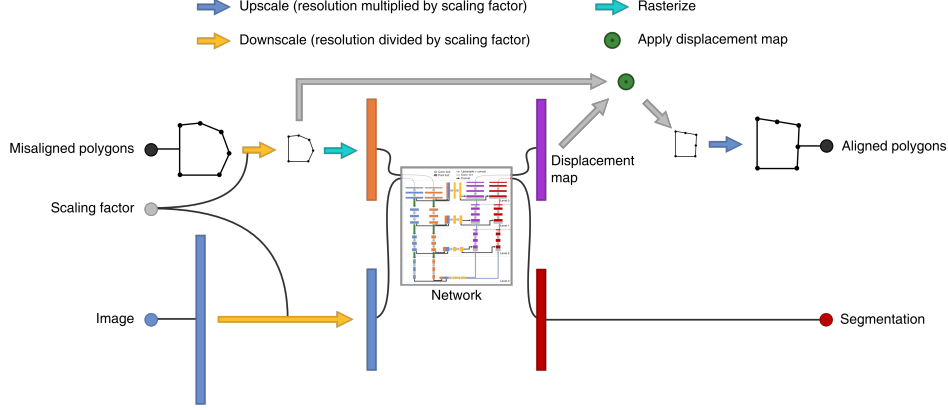 Upscale (resolution multiplied by scaling factor)
Rasterize
Downscale (resolution divided by scaling factor)
Apply displacement map
Misaligned polygons
Aligned polygons
Displacement
map
Scaling factor
Network
Image
Segmentation